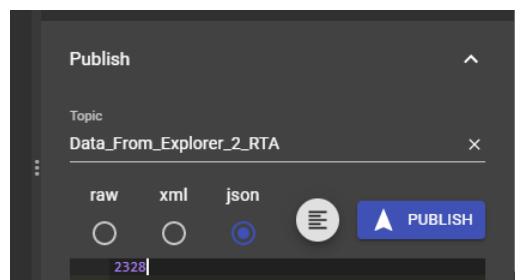 Publish
Topic
Data_From_Explorer_2_RTA
raw xml json
PUBLISH
2328